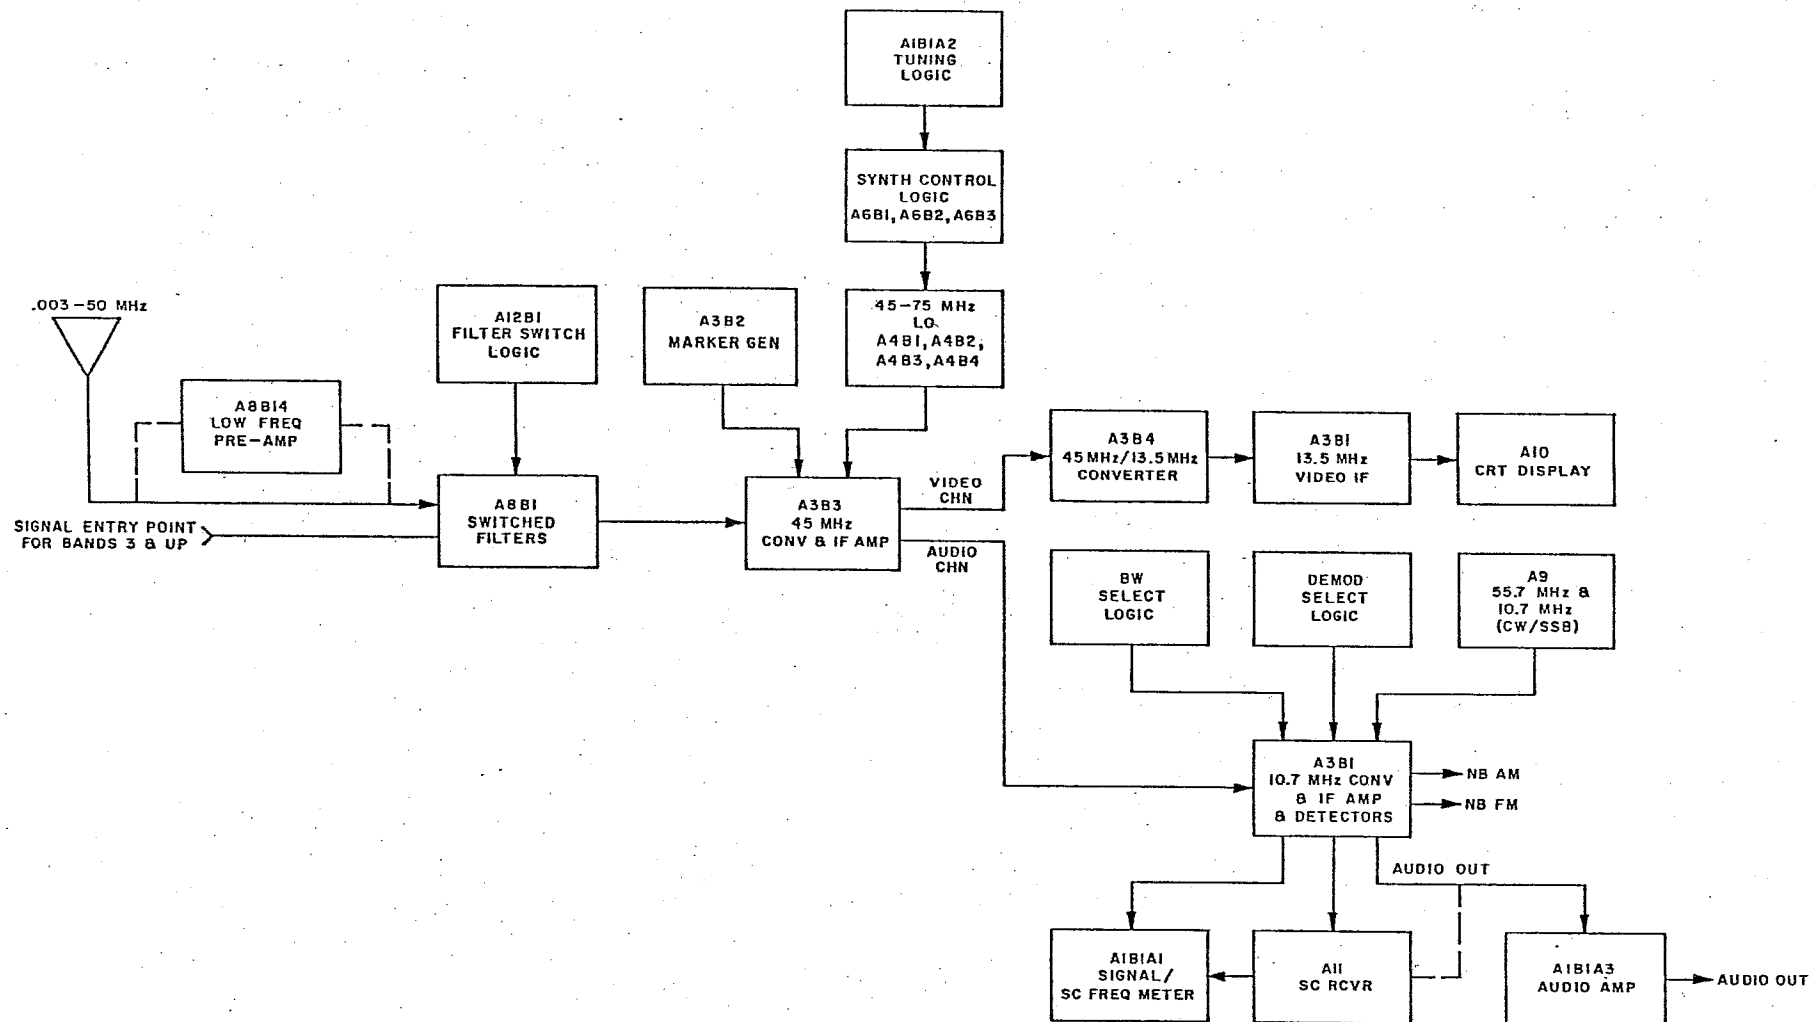 A1B1A2
TUNING
LOGIC
SYNTH CONTROL
LOGIC
A6B1, A6B2, A6B3
.003-50 MHz
A12B1
FILTER SWITCH
LOGIC
A3B2
MARKER GEN
45-75 MHz
LO
A4B1, A4B2,
A4B3, A4B4
A8B14
LOW FREQ
PRE-AMP
SIGNAL ENTRY POINT
FOR BANDS 3 & UP
A8B1
SWITCHED
FILTERS
A3B3
45 MHz
CONV & IF AMP
VIDEO
CHN
AUDIO
CHN
A3B4
45 MHz/13.5 MHz
CONVERTER
A3B1
13.5 MHz
VIDEO IF
A10
CRT DISPLAY
BW
SELECT
LOGIC
DEMOD
SELECT
LOGIC
A9
55.7 MHz &
10.7 MHz
(CW/SSB)
A3B1
10.7 MHz CONV
& IF AMP
& DETECTORS
NB AM
NB FM
AUDIO OUT
A1B1A1
SIGNAL/
SC FREQ METER
A11
SC RCVR
A1B1A3
AUDIO AMP
AUDIO OUT